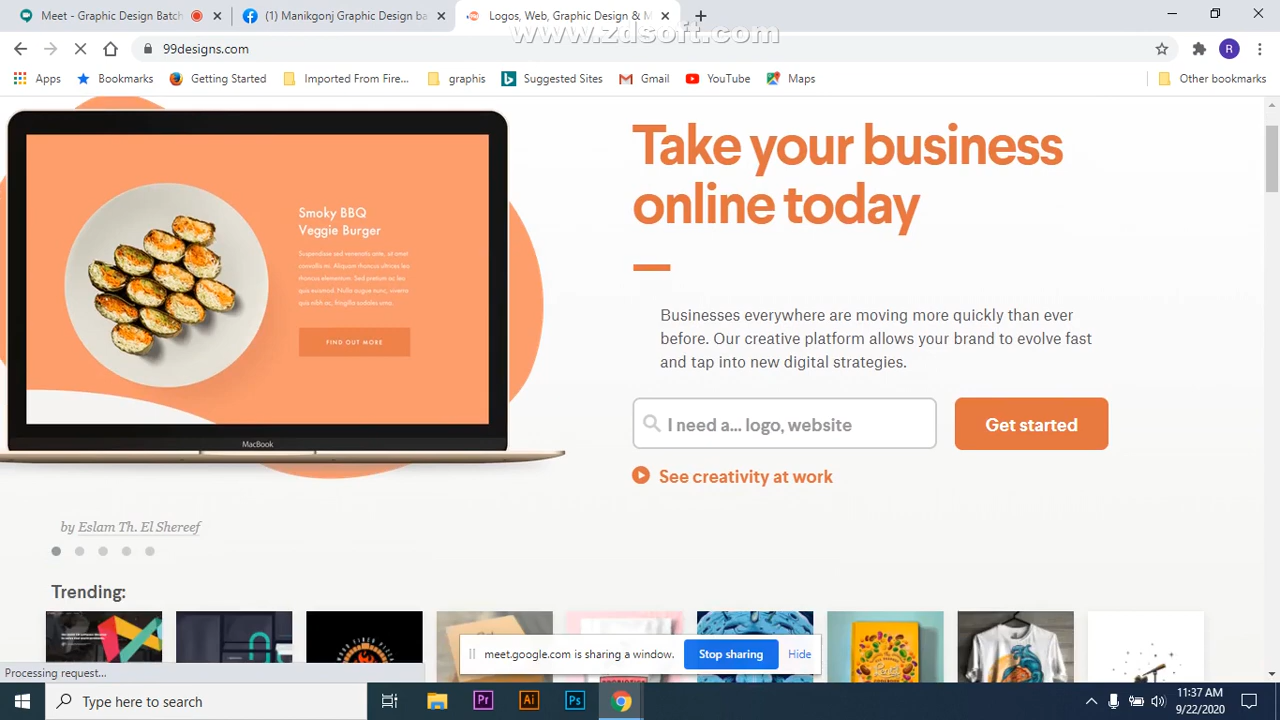 Meet - Graphic Design Batch
(1) Manikgonj Graphic Design ba
Logos, Web, Graphic Design & M
www.zdsoft.com
99designs.com
R
Apps
Bookmarks
Getting Started
Imported From Fire...
graphis
Suggested Sites
Gmail
YouTube
Maps
Other bookmarks
Take your business
online today
Smoky BBQ
Veggie Burger
FIND OUT MORE
MacBook
Businesses everywhere are moving more quickly than ever
before. Our creative platform allows your brand to evolve fast
and tap into new digital strategies.
I need a... logo, website
Get started
See creativity at work
by Eslam Th. El Shereef
Trending:
meet.google.com is sharing a window.
Stop sharing
Hide
Processing request...
Type here to search
Pr
Ai
Ps
11:37 AM
9/22/2020